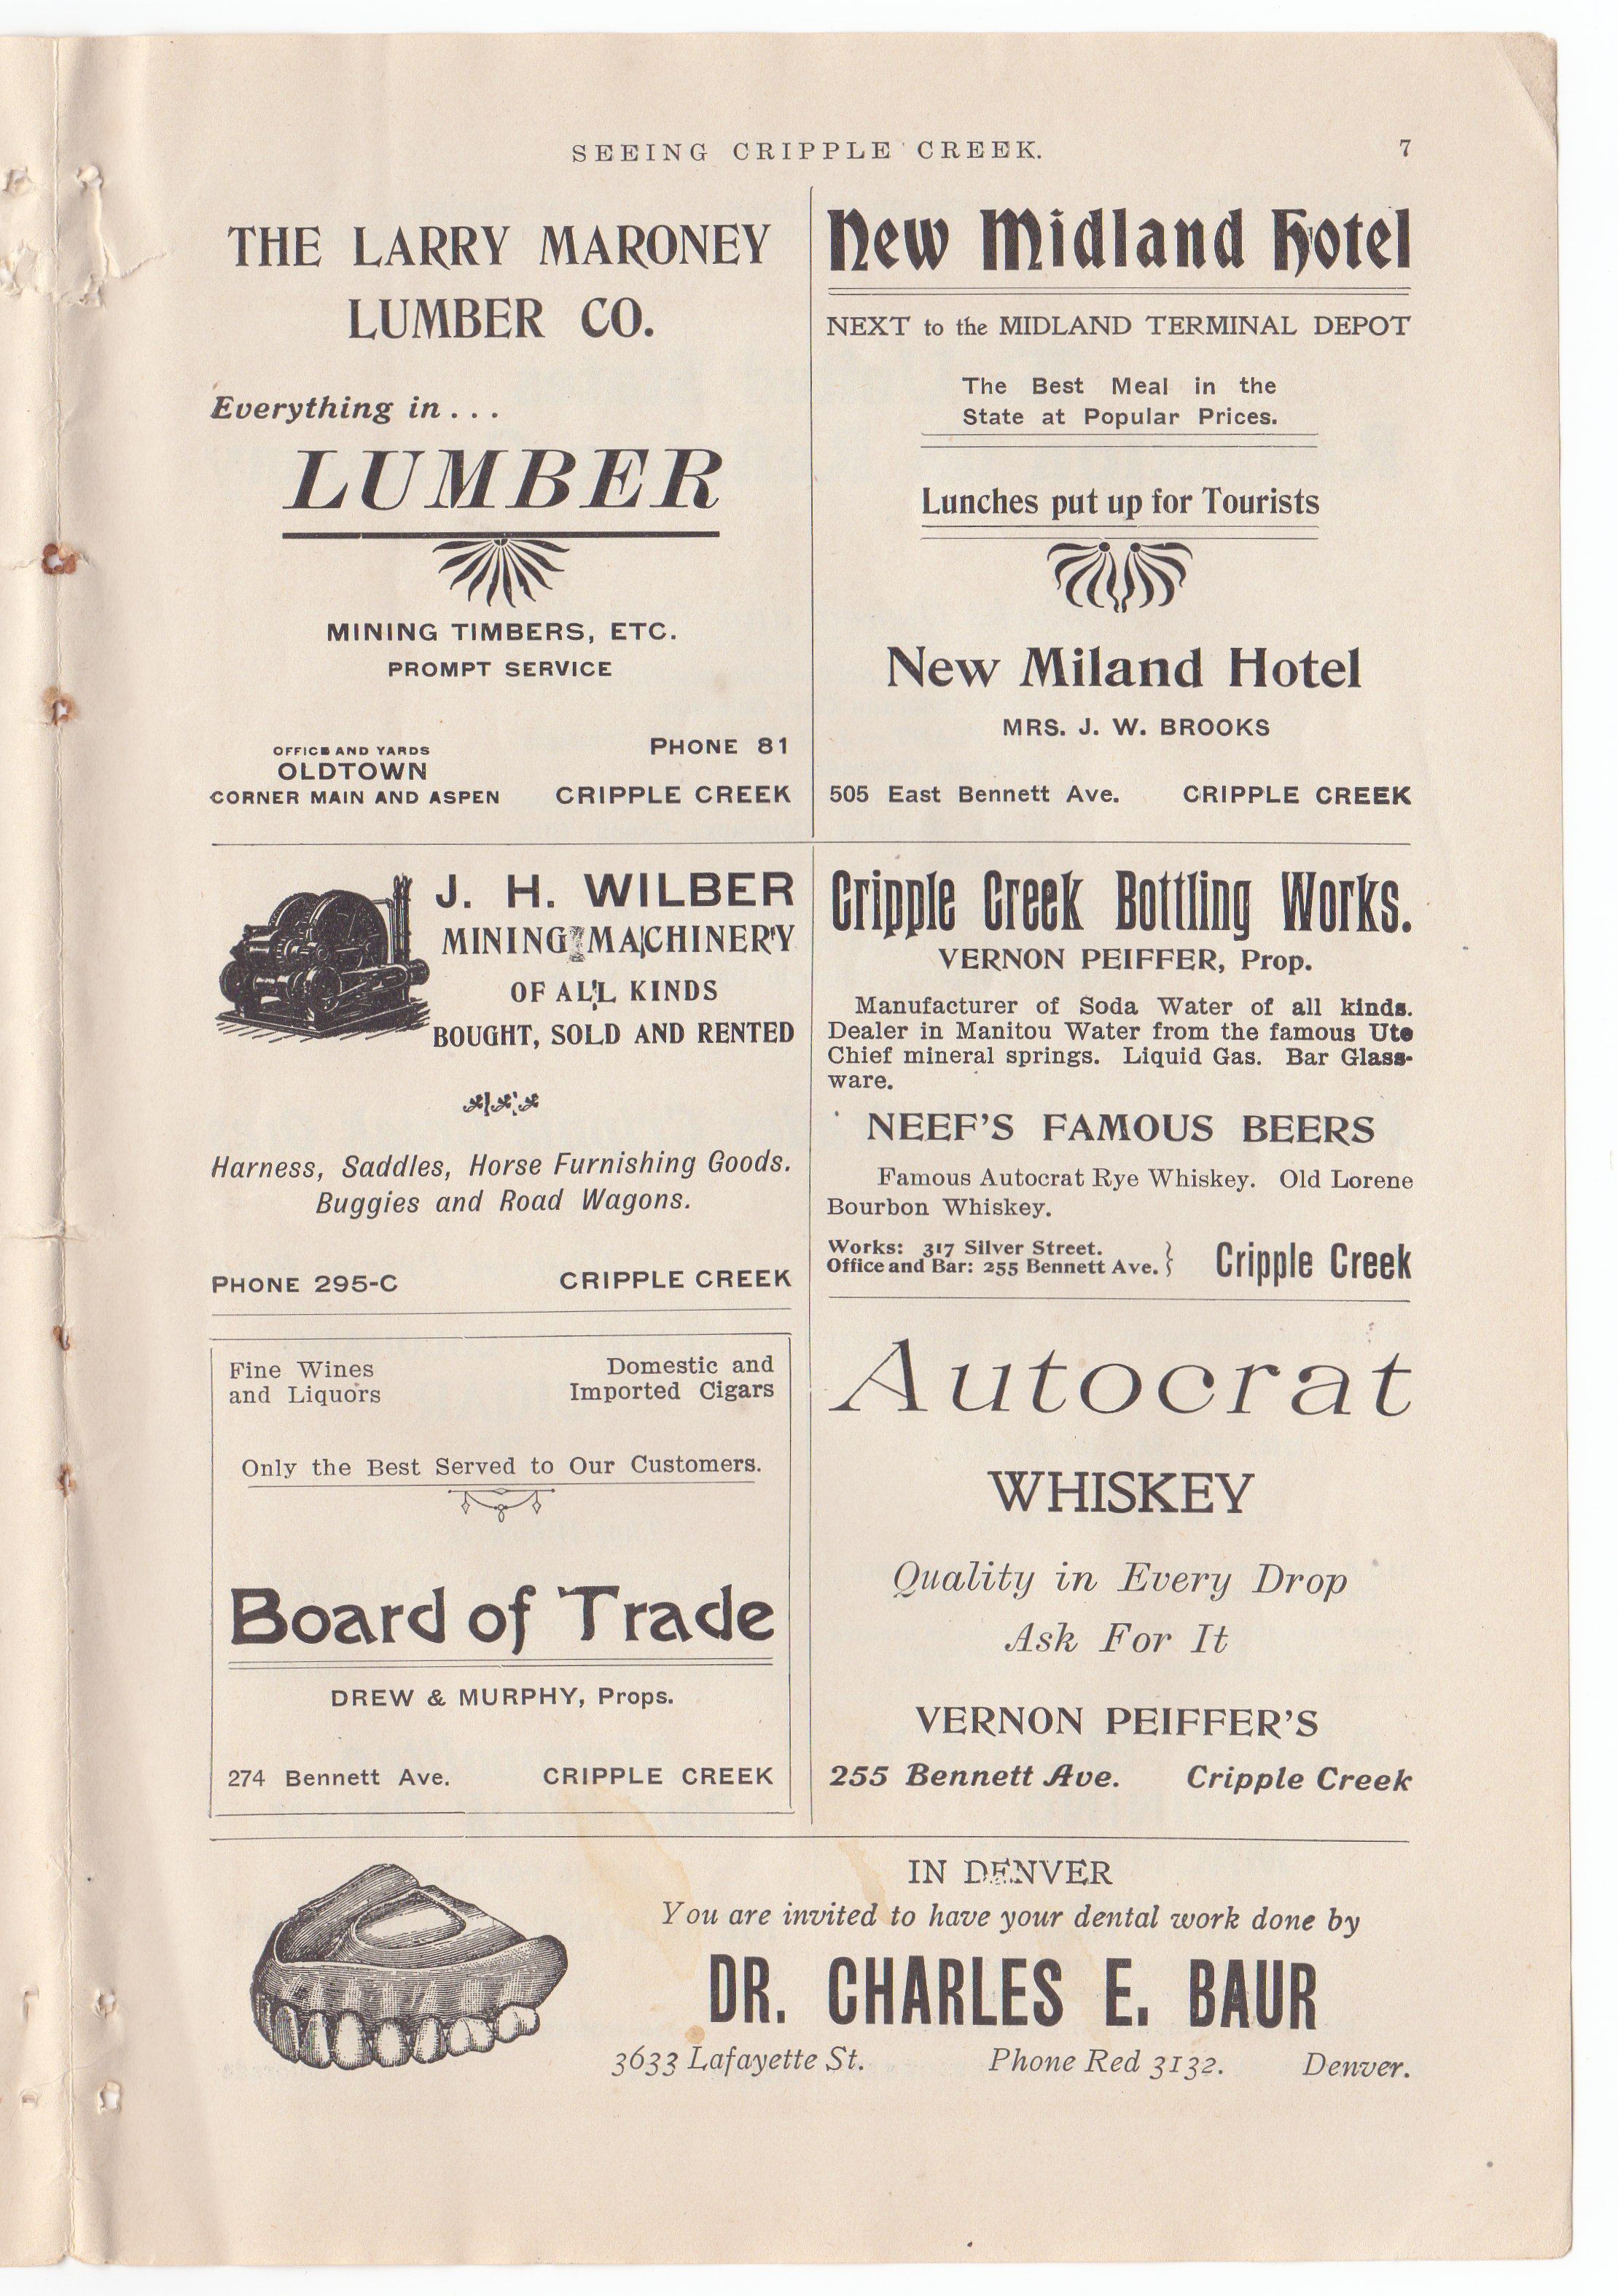 SEEING CRIPPLE CREEK.
7
THE LARRY MARONEY
LUMBER CO.
Everything in...
LUMBER
MINING TIMBERS, ETC.
PROMPT SERVICE
OFFICE AND YARDS
OLDTOWN
CORNER MAIN AND ASPEN
PHONE 81
CRIPPLE CREEK
New Midland Hotel
NEXT to the MIDLAND TERMINAL DEPOT
The Best Meal in the
State at Popular Prices.
Lunches put up for Tourists
New Miland Hotel
MRS. J. W. BROOKS
505 East Bennett Ave. CRIPPLE CREEK
J. H. WILBER
MINING MACHINERY
OF ALL KINDS
BOUGHT, SOLD AND RENTED
Harness, Saddles, Horse Furnishing Goods.
Buggies and Road Wagons.
PHONE 295-C CRIPPLE CREEK
Cripple Creek Bottling Works.
VERNON PEIFFER, Prop.
Manufacturer of Soda Water of all kinds.
Dealer in Manitou Water from the famous Ute
Chief mineral springs. Liquid Gas. Bar Glass-
ware.
NEEF'S FAMOUS BEERS
Famous Autocrat Rye Whiskey. Old Lorene
Bourbon Whiskey.
Works: 317 Silver Street.
Office and Bar: 255 Bennett Ave.
Cripple Creek
Fine Wines
and Liquors
Domestic and
Imported Cigars
Only the Best Served to Our Customers.
Board of Trade
DREW & MURPHY, Props.
274 Bennett Ave. CRIPPLE CREEK
Autocrat
WHISKEY
Quality in Every Drop
Ask For It
VERNON PEIFFER'S
255 Bennett Ave. Cripple Creek
IN DENVER
You are invited to have your dental work done by
DR. CHARLES E. BAUR
3633 Lafayette St. Phone Red 3132. Denver.